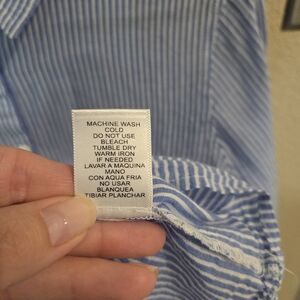 MACHINE WASH
COLD
DO NOT USE
BLEACH
TUMBLE DRY
WARM IRON
IF NEEDED
LAVAR A MAQUINA
MANO
CON AQUA FRIA
NO USAR
BLANQUEA
TIBIAR PLANCHAR